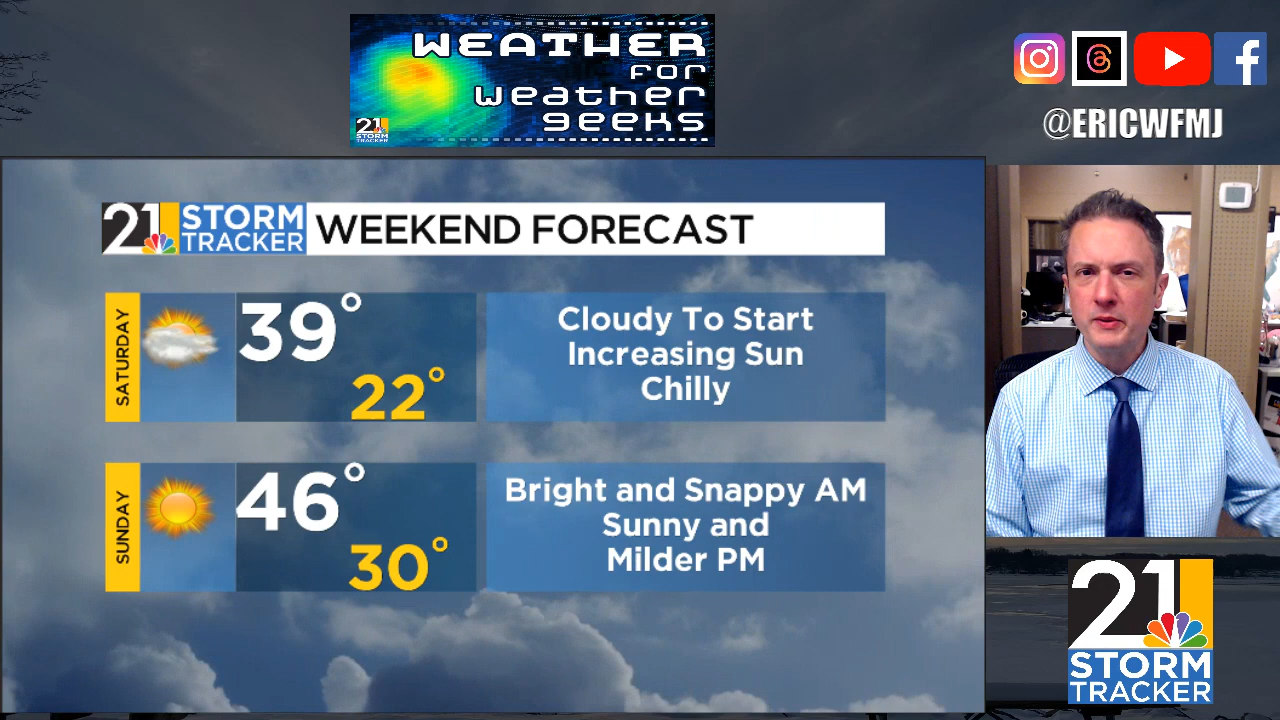 WEATHER
FOR
weather
geeks
21
STORM
TRACKER
@ERICWFMJ
21 STORM
TRACKER
WEEKEND FORECAST
SATURDAY
39°
22°
Cloudy To Start
Increasing Sun
Chilly
SUNDAY
46°
30°
Bright and Snappy AM
Sunny and
Milder PM
21
STORM
TRACKER